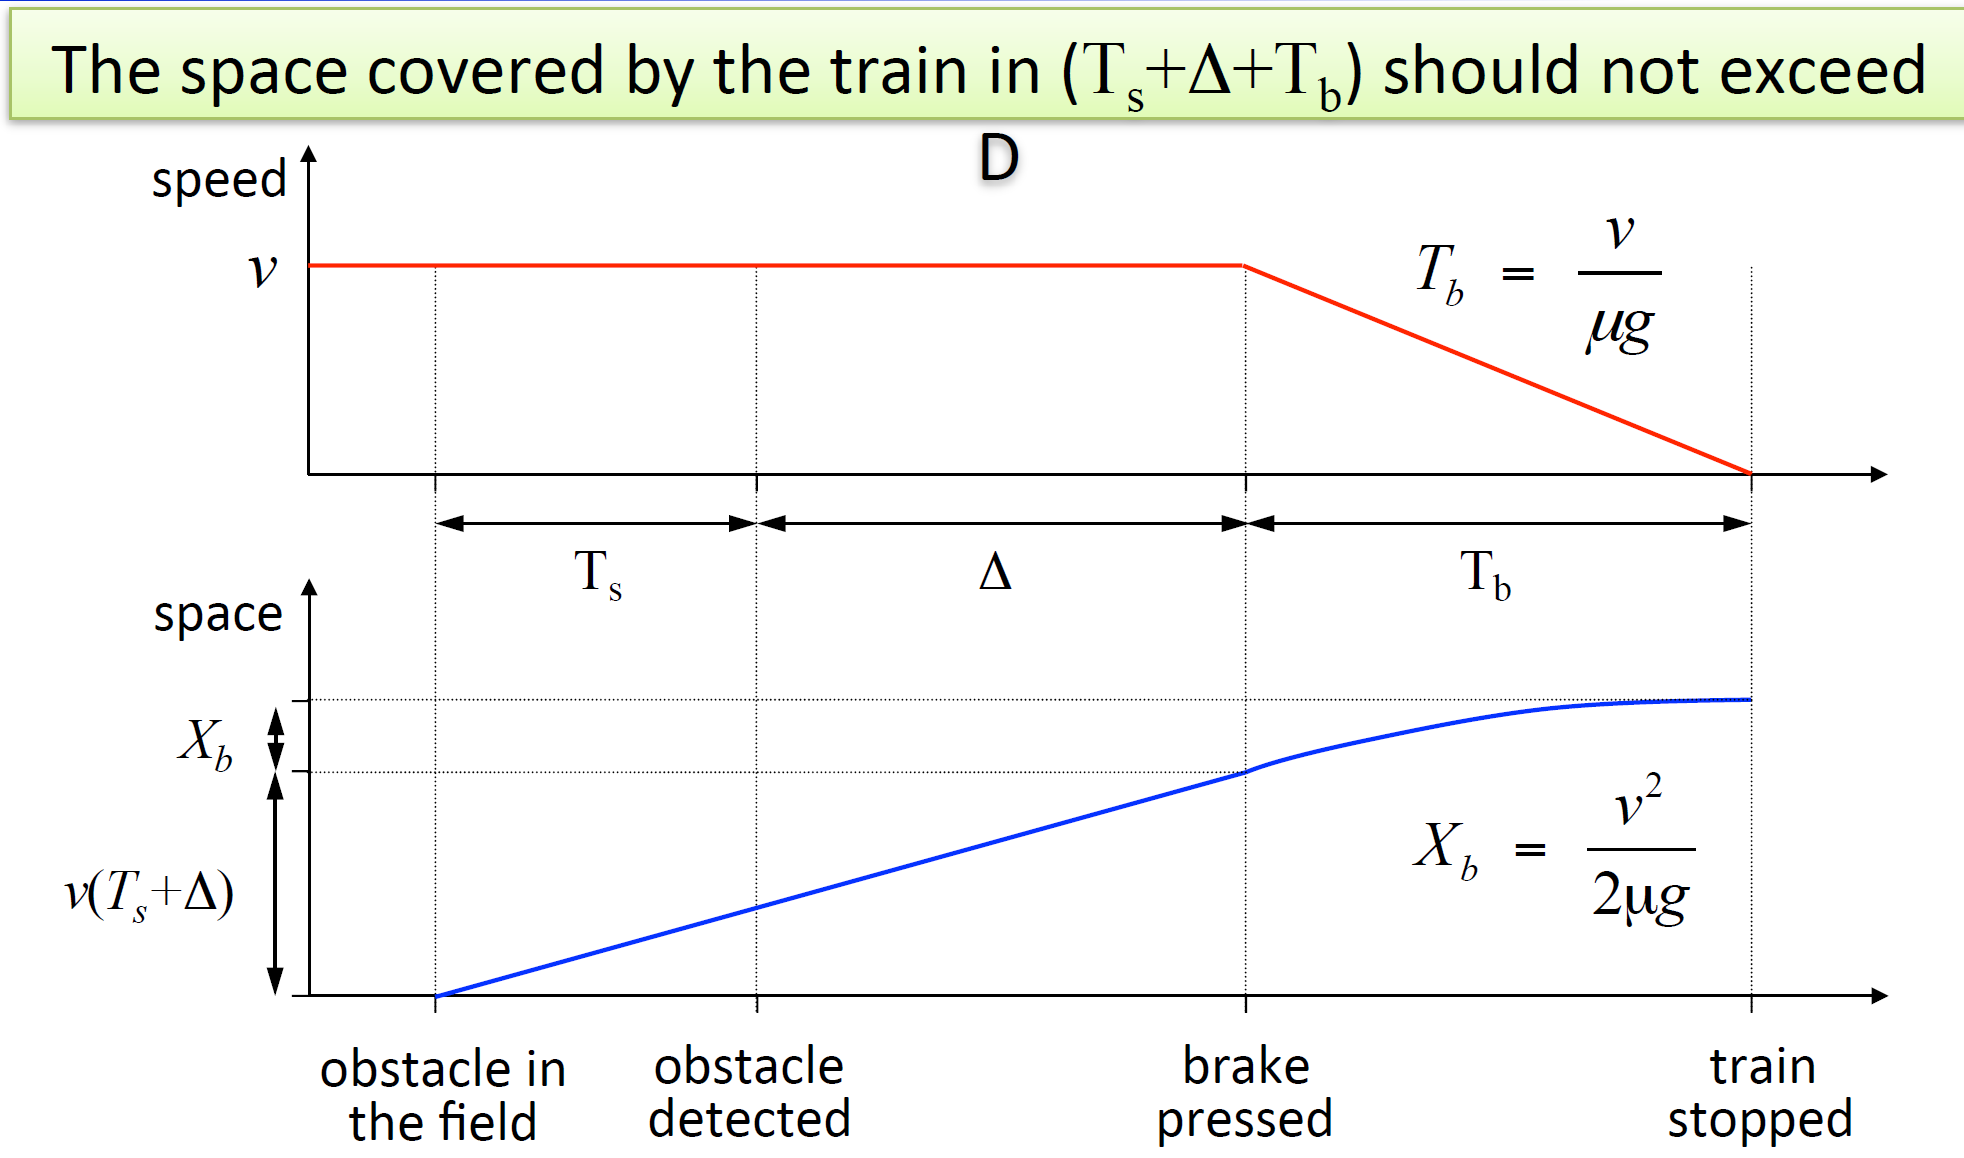 The space covered by the train in (Ts+Δ+Tb) should not exceed
D
speed
v
Tb = v/μg
Ts
Δ
Tb
space
Xb
v(Ts+Δ)
Xb = v²/2μg
obstacle in
the field
obstacle
detected
brake
pressed
train
stopped